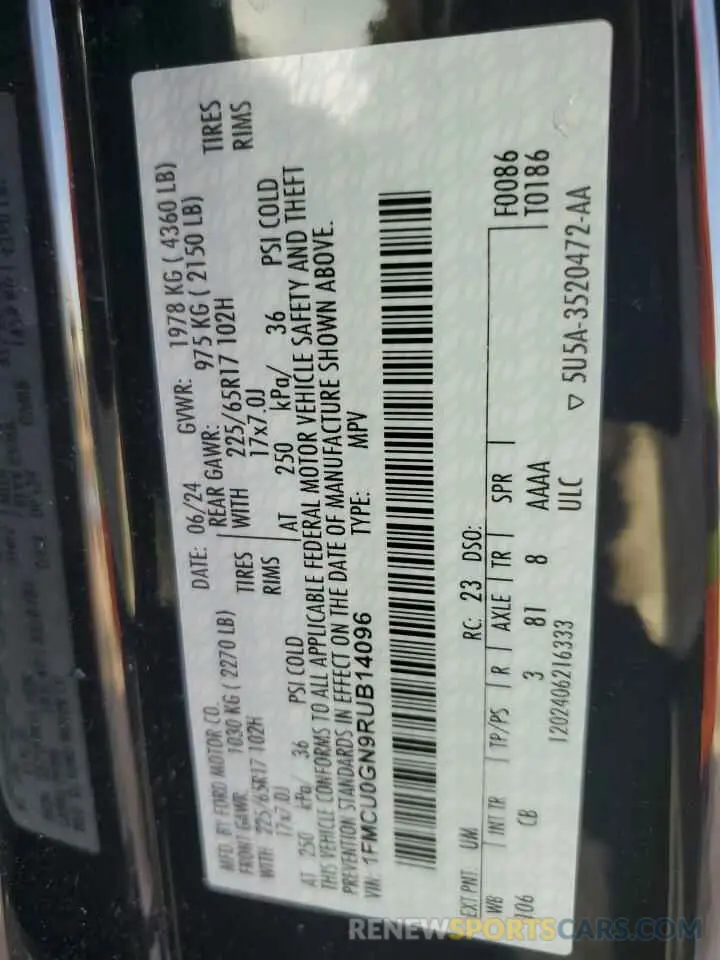 MFD. BY FORD MOTOR CO. DATE: 06/24 GVWR: 1978 KG ( 4360 LB)
FRONT GAWR: 1030 KG ( 2270 LB) REAR GAWR: 975 KG ( 2150 LB)
WITH 225/65R17 102H TIRES WITH 225/65R17 102H TIRES
17x7.0J RIMS 17x7.0J RIMS
AT 250 kPa/ 36 PSI COLD AT 250 kPa/ 36 PSI COLD
THIS VEHICLE CONFORMS TO ALL APPLICABLE FEDERAL MOTOR VEHICLE SAFETY AND THEFT
PREVENTION STANDARDS IN EFFECT ON THE DATE OF MANUFACTURE SHOWN ABOVE.
VIN: 1FMCU0GN9RUB14096 TYPE: MPV
F0086
T0186
EXT PNT: UM RC: 23 DSO:
WB INT TR TP/PS R AXLE TR SPR
106 CB 3 81 8 AAAA
ULC
1202406216333
▽ 5U5A-3520472-AA
RENEWSPORTSCARS.COM